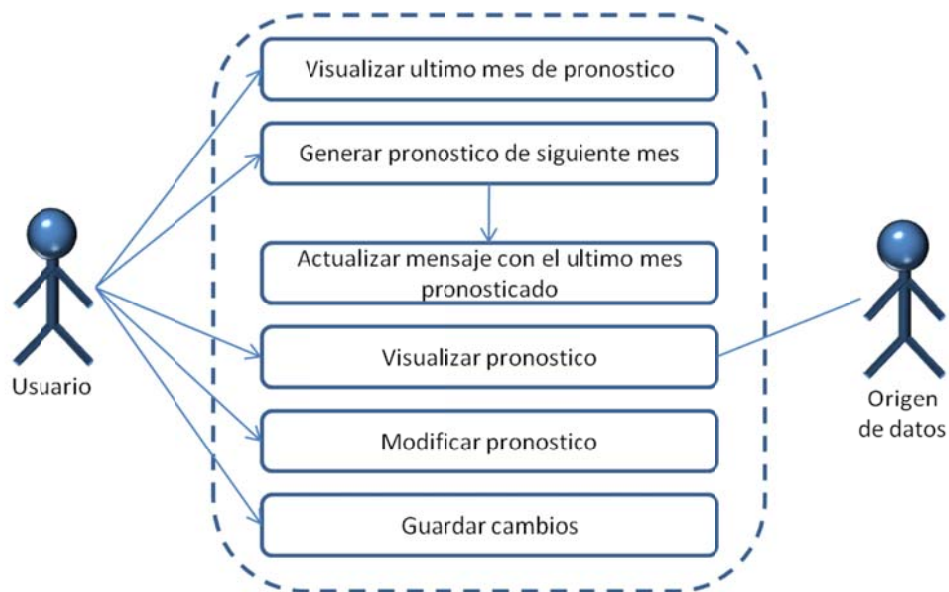 Visualizar ultimo mes de pronostico
Generar pronostico de siguiente mes
Actualizar mensaje con el ultimo mes
pronosticado
Visualizar pronostico
Modificar pronostico
Guardar cambios
Usuario
Origen
de datos